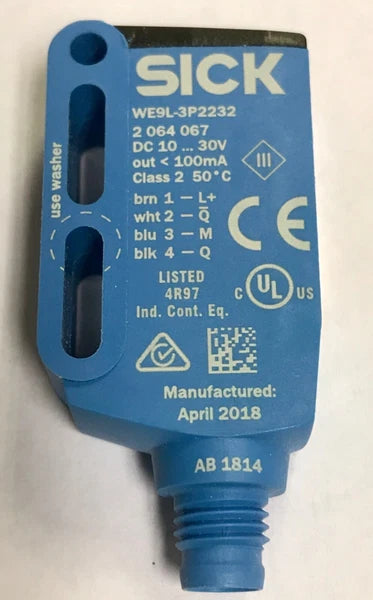 SICK
WE9L-3P2232
2 064 067
DC 10 ... 30V
out < 100mA
Class 2 50°C
III
use washer
brn 1 – L+
wht 2 – Q̅
blu 3 – M
blk 4 – Q
CE
LISTED
4R97
Ind. Cont. Eq.
C UL US
Manufactured:
April 2018
AB 1814